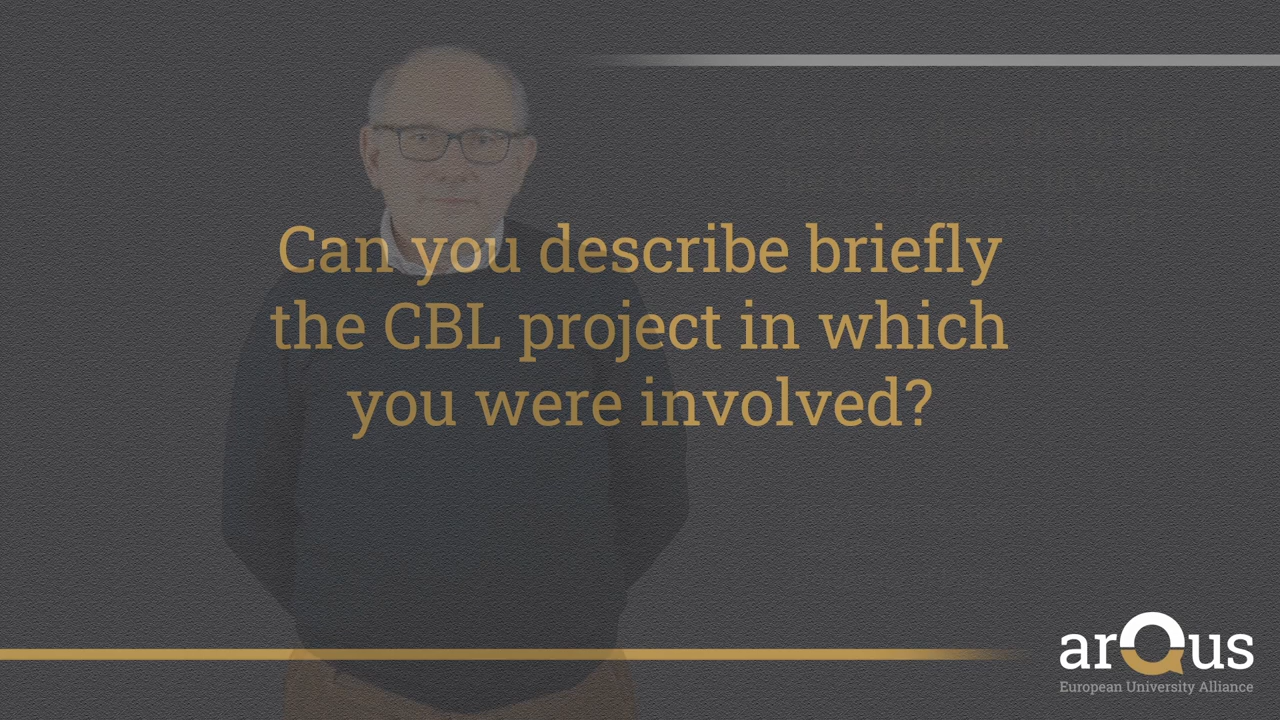 Can you describe briefly
the CBL project in which
you were involved?
arQus
European University Alliance